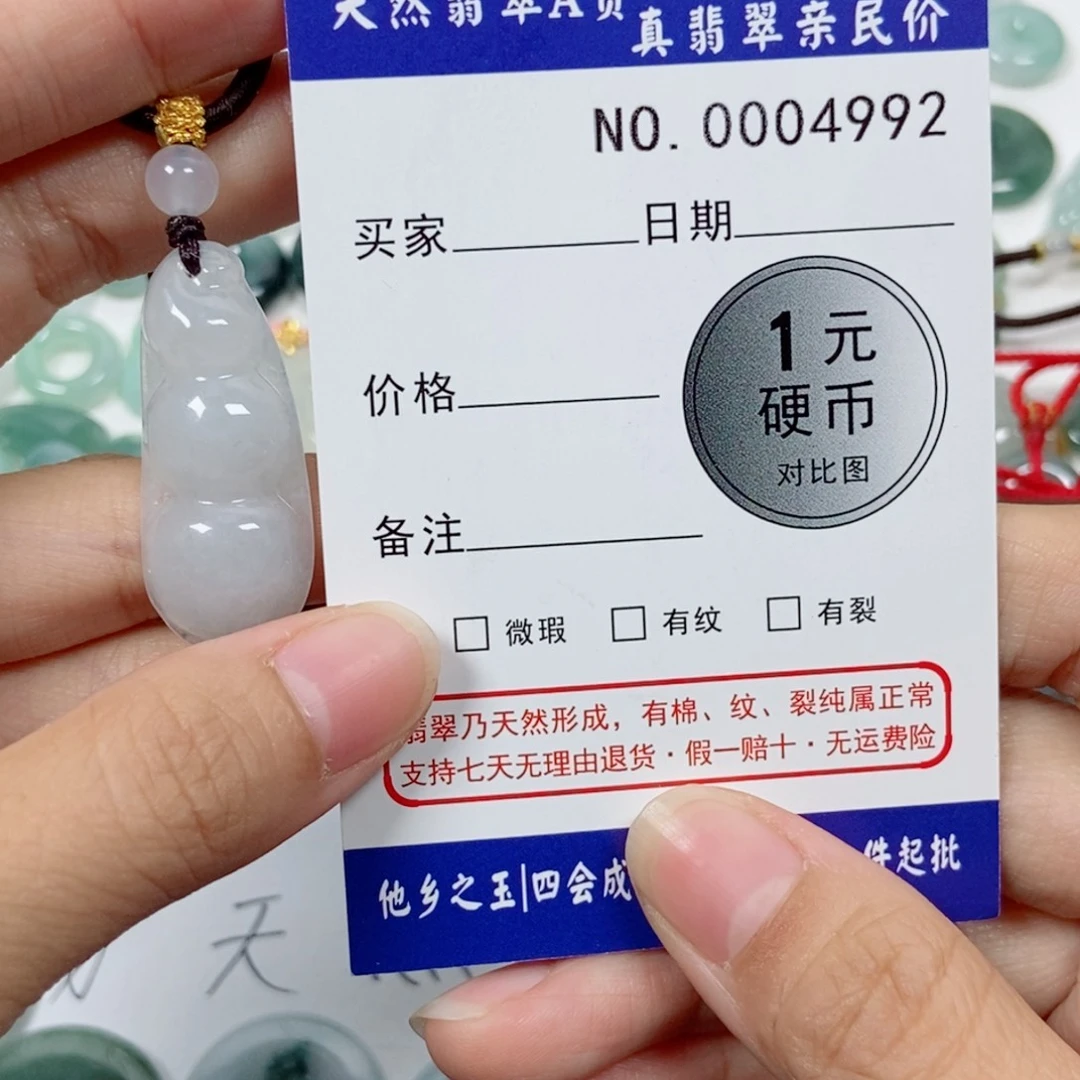 天然翡翠A货
真翡翠亲民价
NO. 0004992
买家 日期
1元
硬币
对比图
价格
备注
□ 微瑕 □ 有纹 □ 有裂
翡翠乃天然形成，有棉、纹、裂纯属正常
支持七天无理由退货·假一赔十·无运费险
他乡之玉|四会成 件起批
天